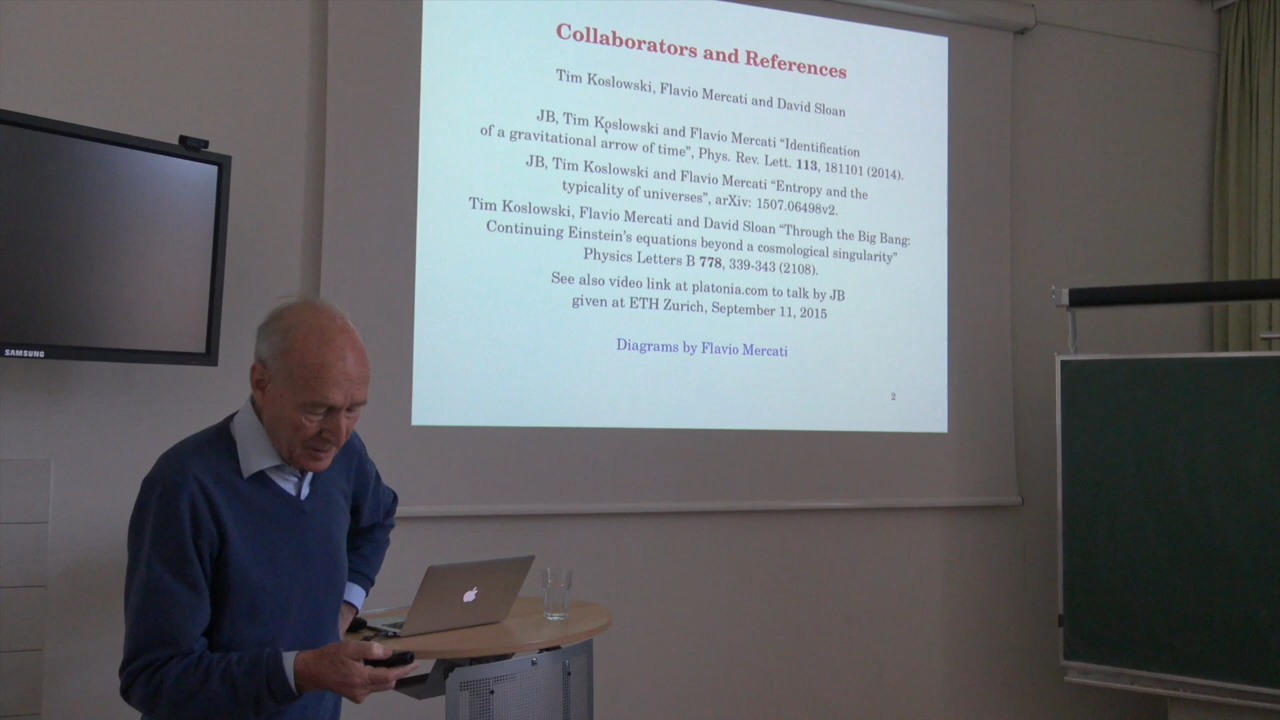 Collaborators and References
Tim Koslowski, Flavio Mercati and David Sloan
JB, Tim Koslowski and Flavio Mercati “Identification
of a gravitational arrow of time”, Phys. Rev. Lett. 113, 181101 (2014).
JB, Tim Koslowski and Flavio Mercati “Entropy and the
typicality of universes”, arXiv: 1507.06498v2.
Tim Koslowski, Flavio Mercati and David Sloan “Through the Big Bang:
Continuing Einstein’s equations beyond a cosmological singularity”
Physics Letters B 778, 339-343 (2108).
See also video link at platonia.com to talk by JB
given at ETH Zurich, September 11, 2015
Diagrams by Flavio Mercati
2
SAMSUNG